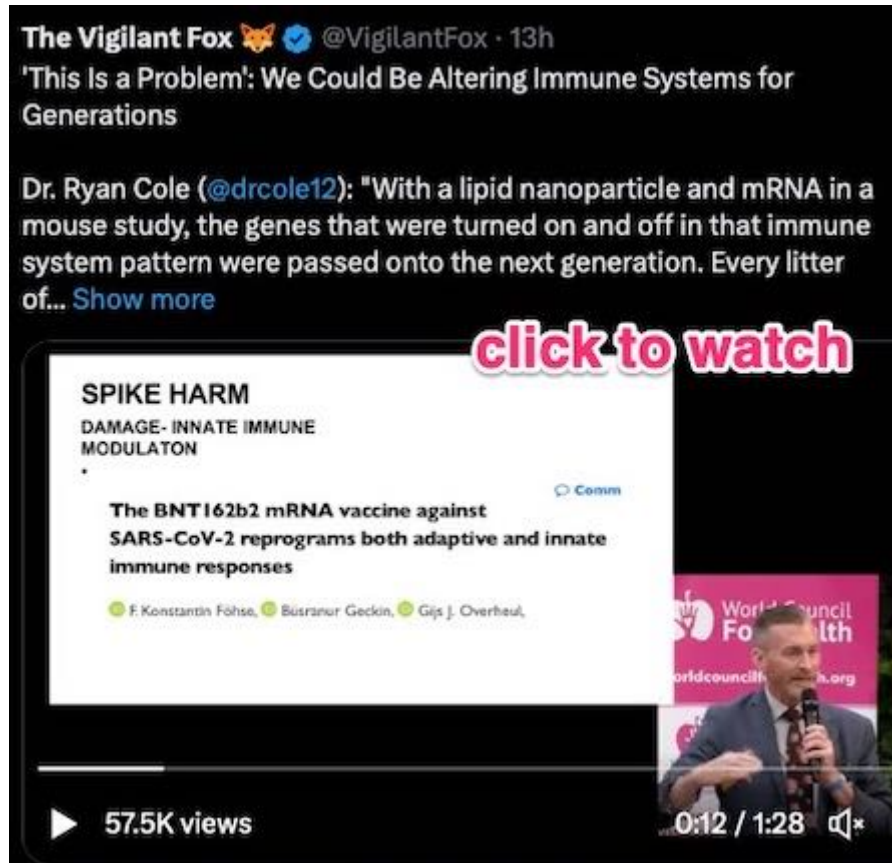 The Vigilant Fox 🦊 @VigilantFox · 13h
'This Is a Problem': We Could Be Altering Immune Systems for
Generations
Dr. Ryan Cole (@drcole12): "With a lipid nanoparticle and mRNA in a
mouse study, the genes that were turned on and off in that immune
system pattern were passed onto the next generation. Every litter
of... Show more
click to watch
SPIKE HARM
DAMAGE- INNATE IMMUNE
MODULATON
Comm
The BNT162b2 mRNA vaccine against
SARS-CoV-2 reprograms both adaptive and innate
immune responses
F. Konstantin Föhse, Büsranur Geckin, Gijs J. Overheul,
World Council
57.5K views
0:12 / 1:28